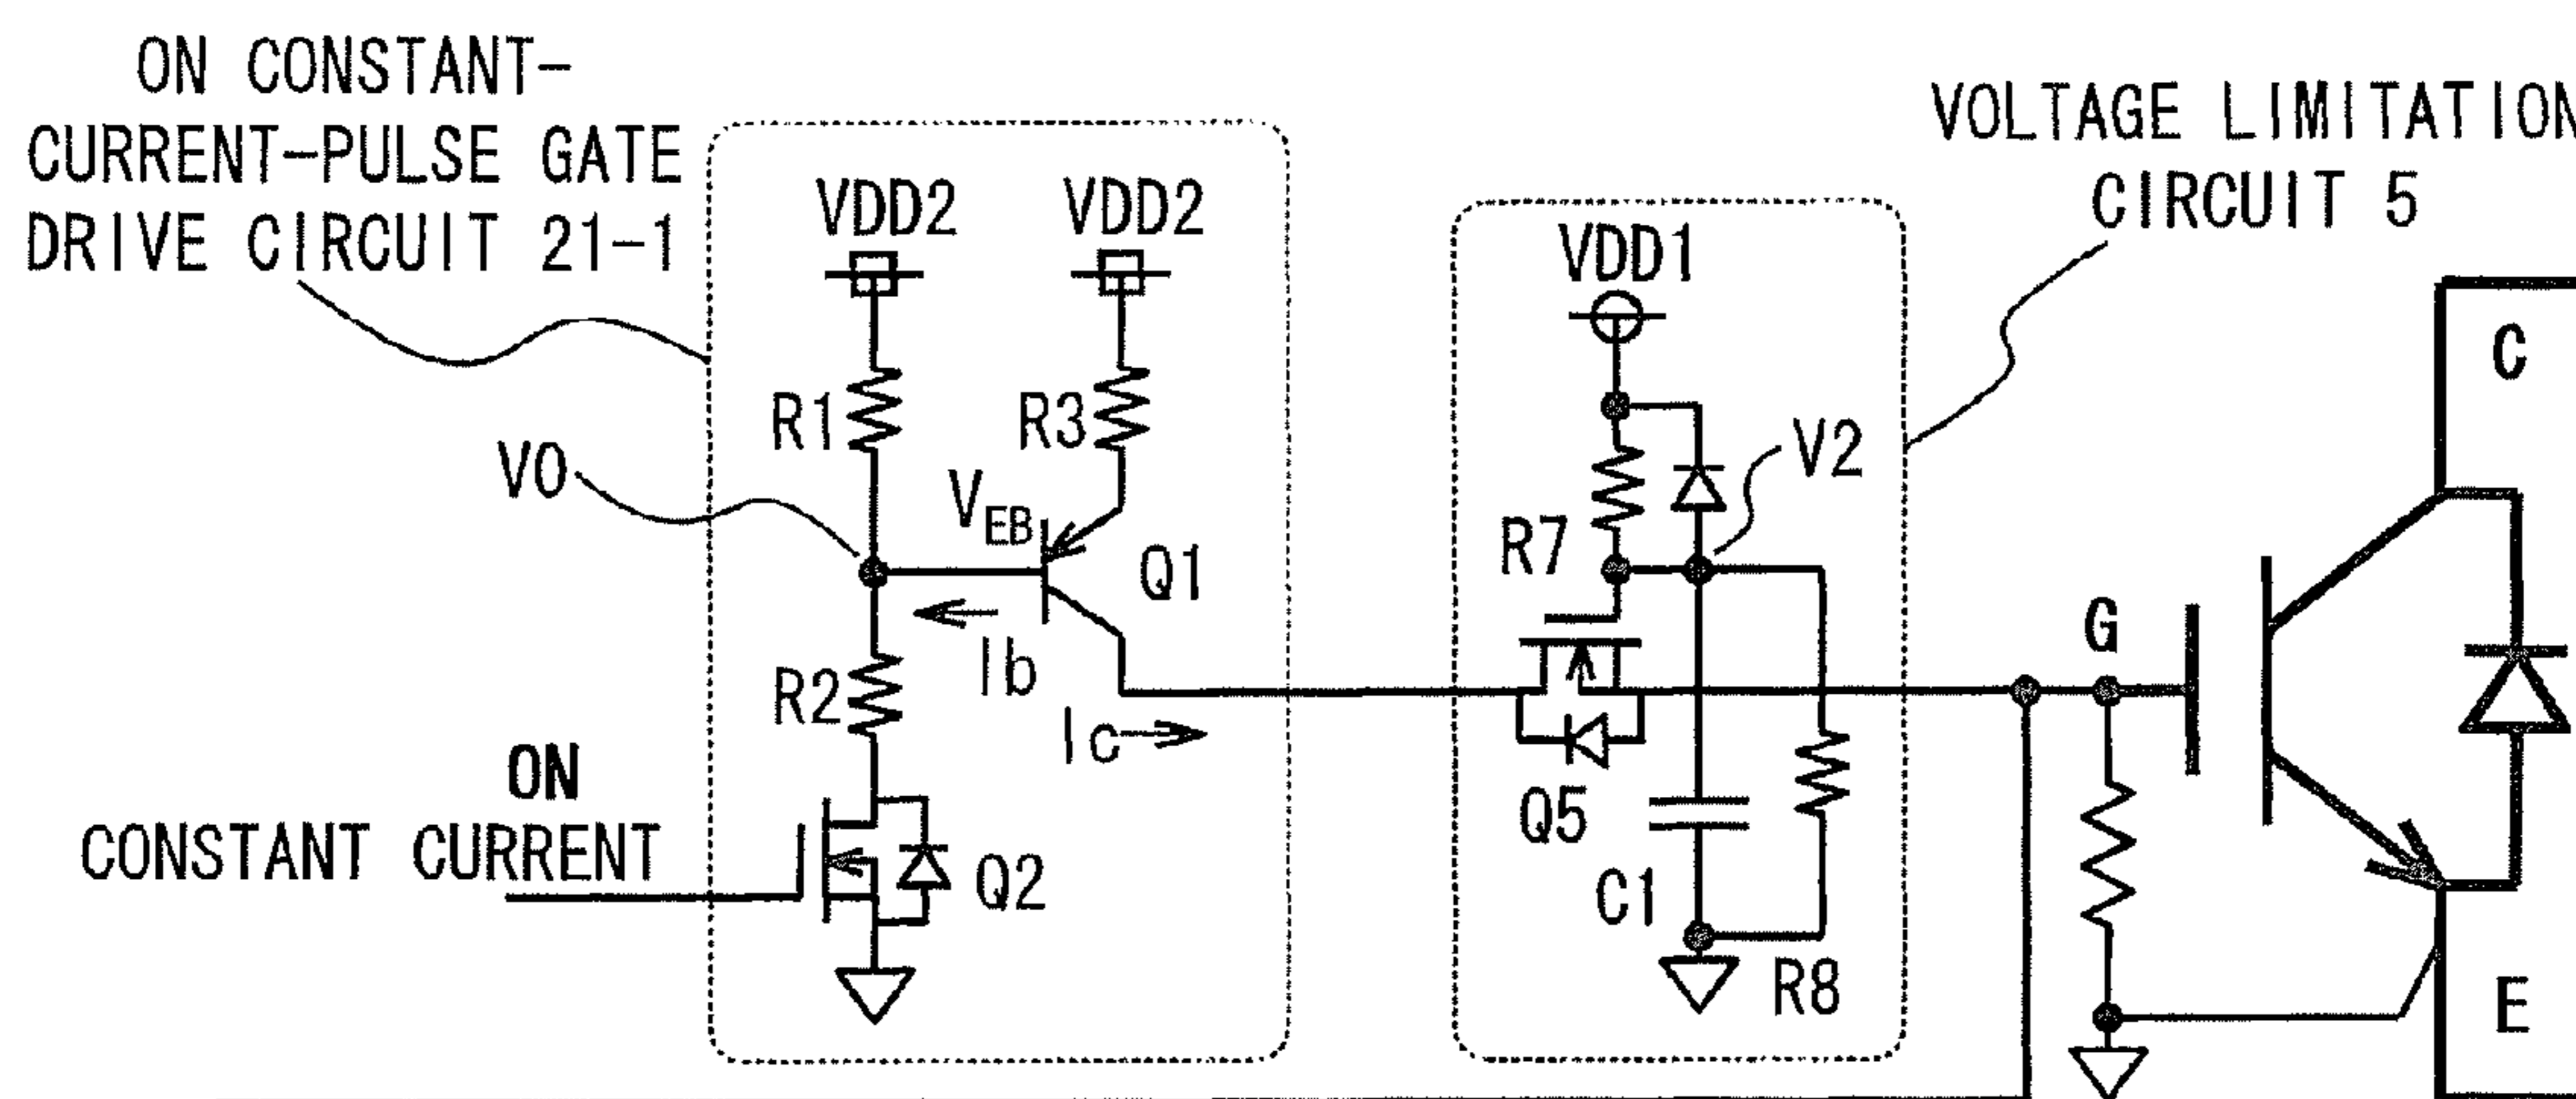 ON CONSTANT-
CURRENT-PULSE GATE
DRIVE CIRCUIT 21-1
VOLTAGE LIMITATION
CIRCUIT 5
VDD2
VDD2
VDD1
C
R1
R3
V0
VEB
V2
R7
Q1
G
Ib
R2
Ic
ON
CONSTANT CURRENT
Q5
Q2
C1
R8
E